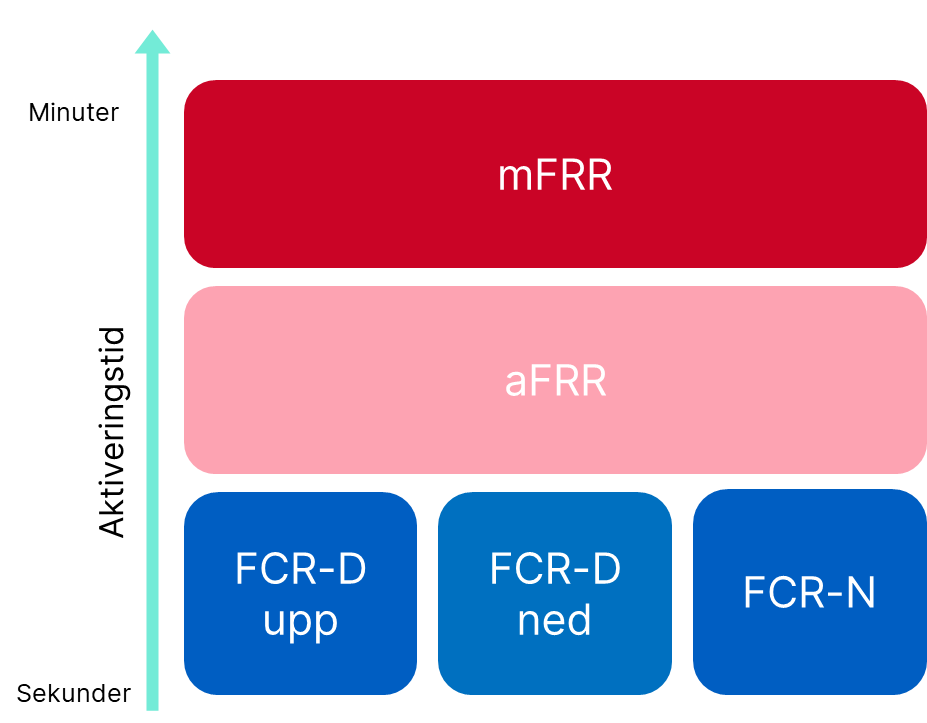 Minuter
mFRR
aFRR
Aktiveringstid
FCR-D
upp
FCR-D
ned
FCR-N
Sekunder